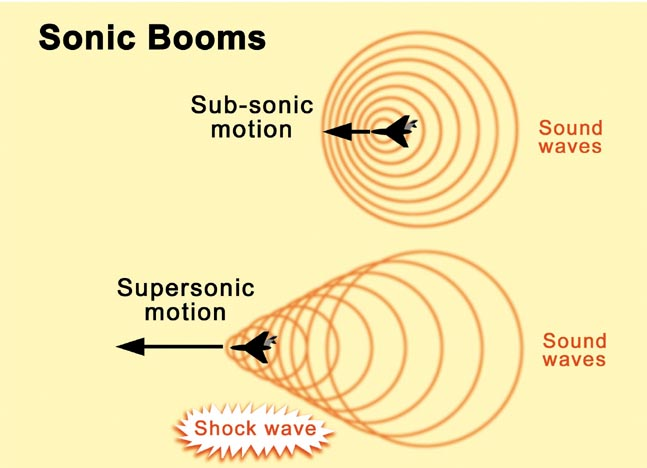 Sonic Booms
Sub-sonic
motion
Sound
waves
Supersonic
motion
Sound
waves
Shock wave